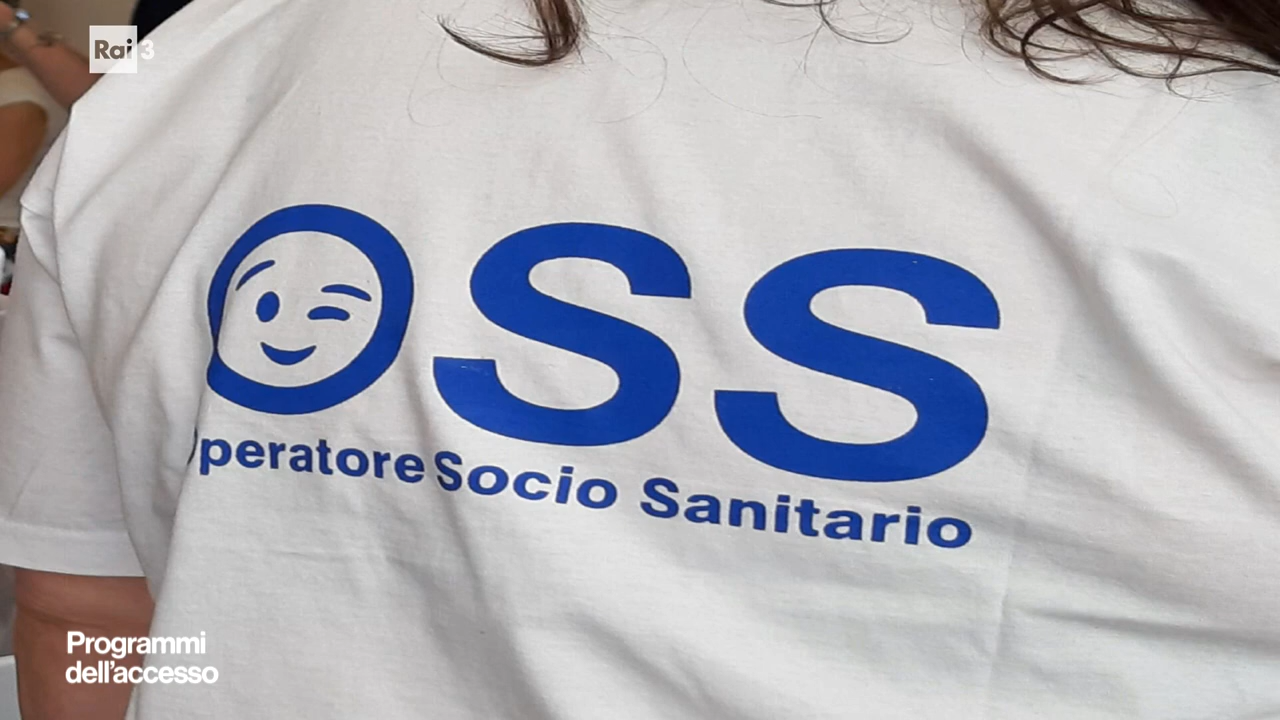 Rai 3
OSS
Operatore Socio Sanitario
Programmi
dell'accesso